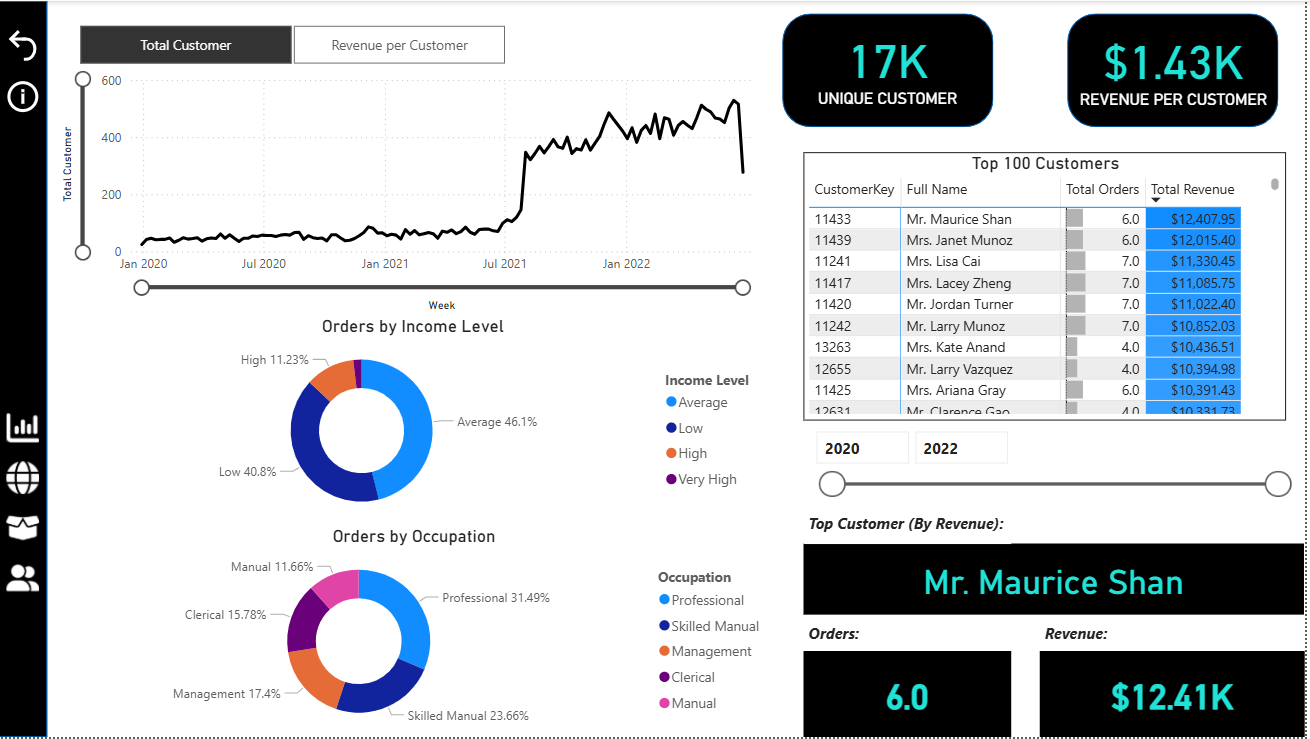 Total Customer
Revenue per Customer
600
400
200
0
Total Customer
Jan 2020
Jul 2020
Jan 2021
Jul 2021
Jan 2022
Week
17K
UNIQUE CUSTOMER
$1.43K
REVENUE PER CUSTOMER
Top 100 Customers
CustomerKey Full Name Total Orders Total Revenue
11433 Mr. Maurice Shan 6.0 $12,407.95
11439 Mrs. Janet Munoz 6.0 $12,015.40
11241 Mrs. Lisa Cai 7.0 $11,330.45
11417 Mrs. Lacey Zheng 7.0 $11,085.75
11420 Mr. Jordan Turner 7.0 $11,022.40
11242 Mr. Larry Munoz 7.0 $10,852.03
13263 Mrs. Kate Anand 4.0 $10,436.51
12655 Mr. Larry Vazquez 4.0 $10,394.98
11425 Mrs. Ariana Gray 6.0 $10,391.43
12631 Mr. Clarence Gao 4.0 $10,331.73
Orders by Income Level
High 11.23%
Average 46.1%
Low 40.8%
Income Level
Average
Low
High
Very High
Orders by Occupation
Manual 11.66%
Professional 31.49%
Clerical 15.78%
Management 17.4%
Skilled Manual 23.66%
Occupation
Professional
Skilled Manual
Management
Clerical
Manual
2020
2022
Top Customer (By Revenue):
Mr. Maurice Shan
Orders:
Revenue:
6.0
$12.41K